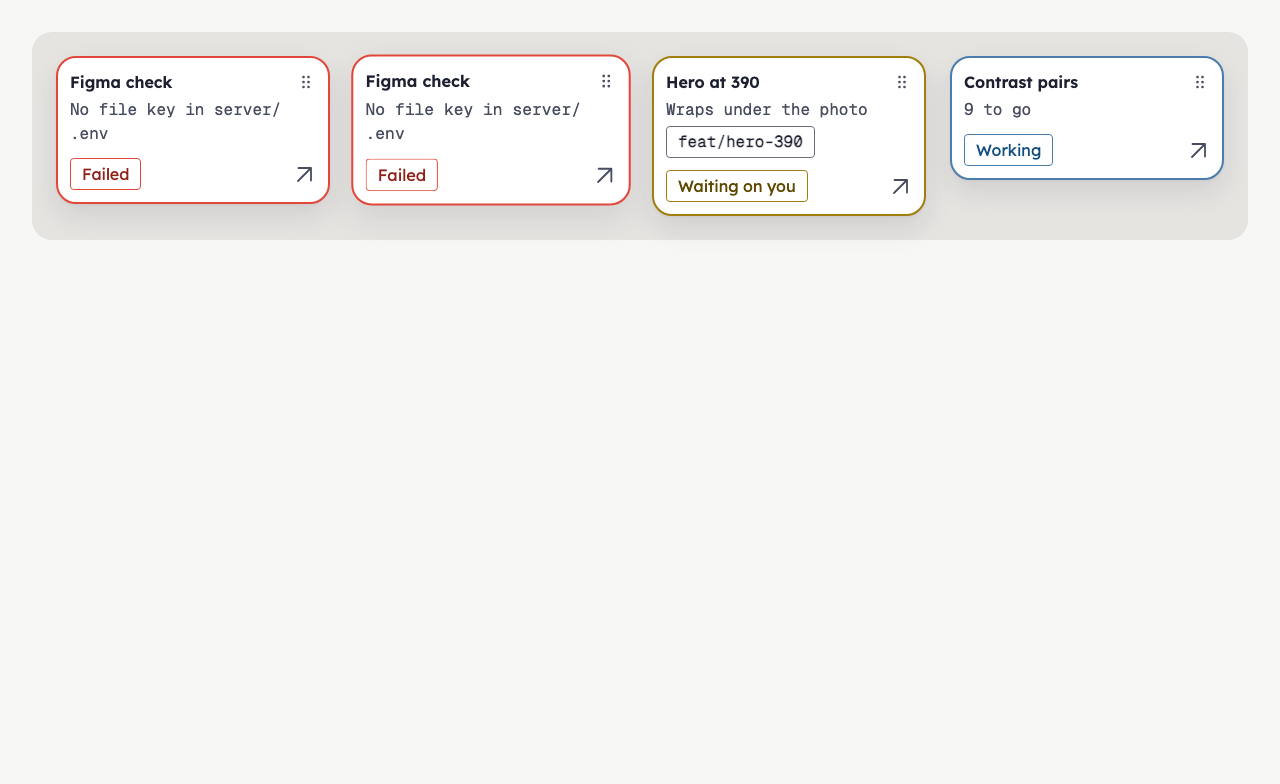 Figma check
No file key in server/
.env
Failed
Figma check
No file key in server/
.env
Failed
Hero at 390
Wraps under the photo
feat/hero-390
Waiting on you
Contrast pairs
9 to go
Working